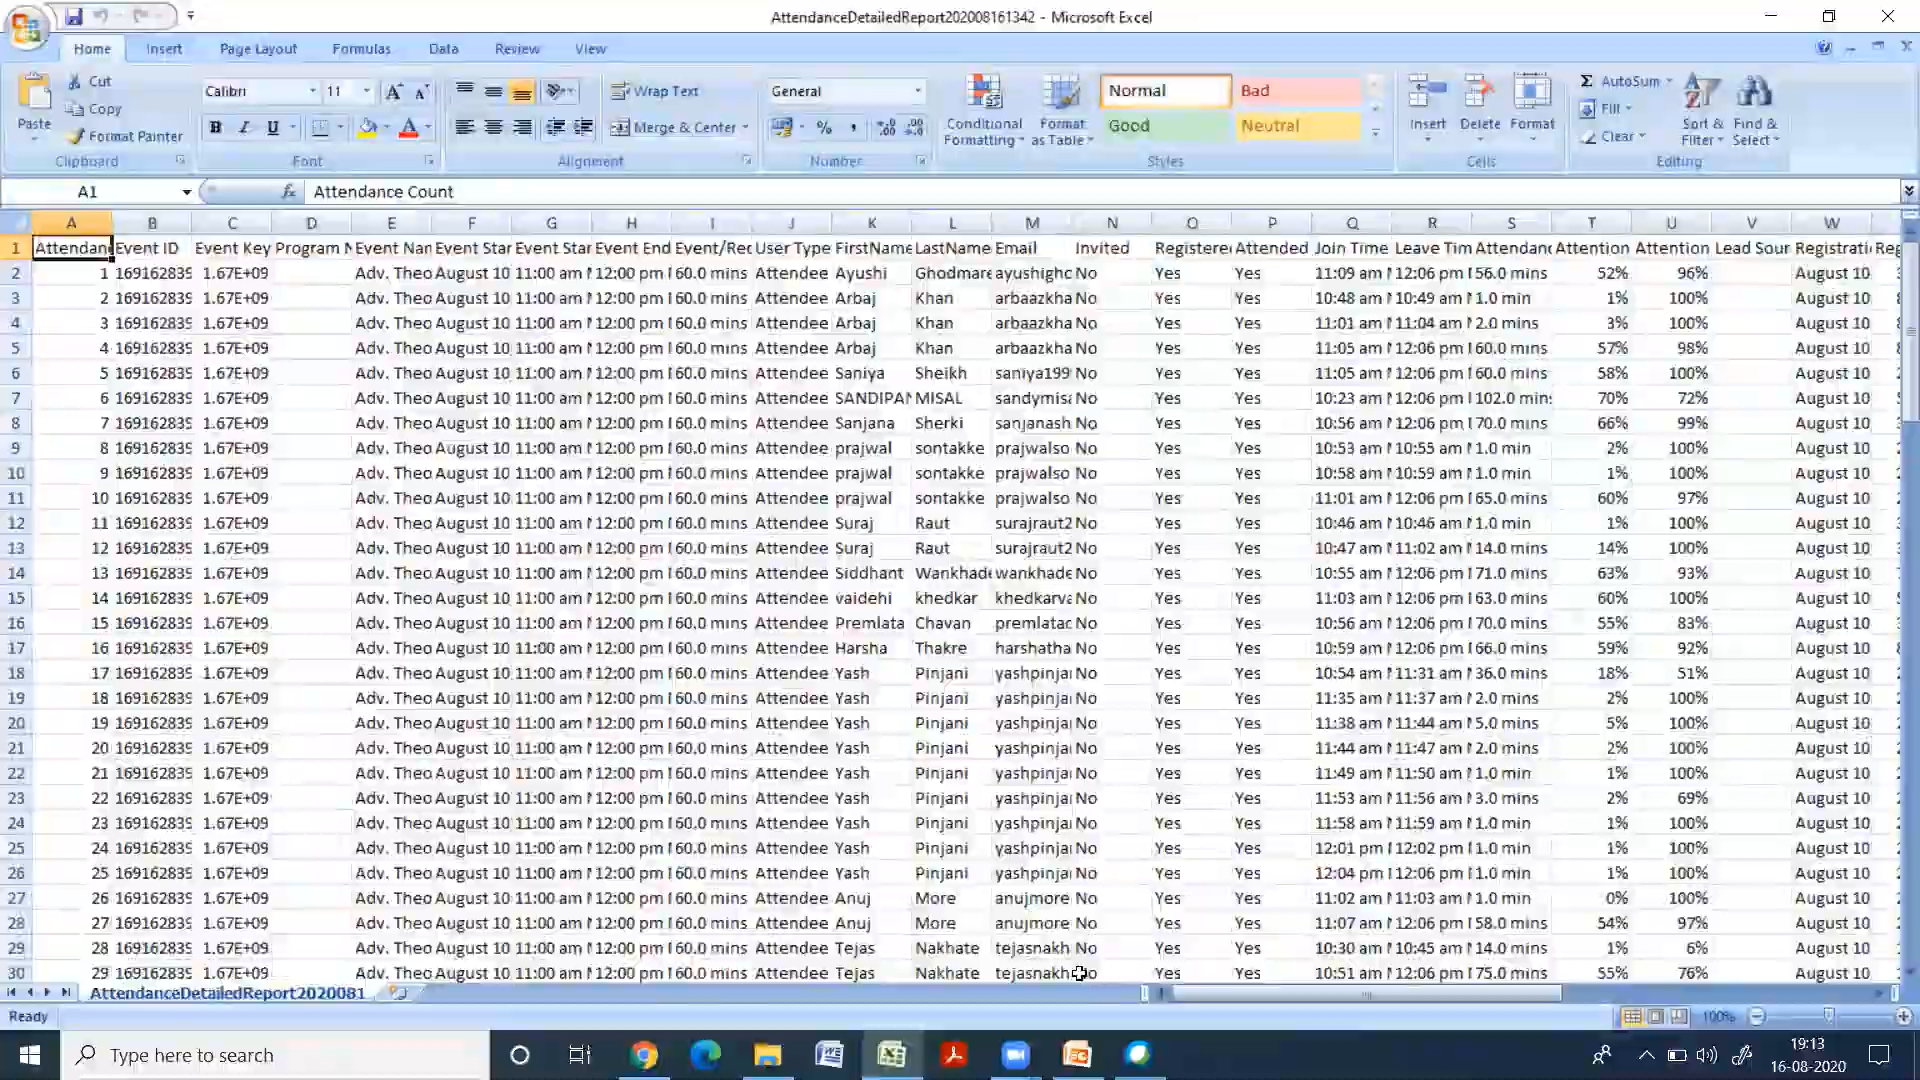 AttendanceDetailedReport202008161342 - Microsoft Excel
Home Insert Page Layout Formulas Data Review View
Paste Cut Copy Format Painter Clipboard
Calibri 11 B I U Font
Wrap Text Merge & Center Alignment
General % , Number
Conditional Formatting Format as Table Normal Bad Good Neutral Styles
Insert Delete Format Cells
Σ AutoSum Fill Clear Sort & Filter Find & Select Editing
A1 fx Attendance Count
A B C D E F G H I J K L M N O P Q R S T U V W
1 Attendan Event ID Event Key Program N Event Nan Event Star Event Star Event End Event/Rec User Type FirstName LastName Email Invited Registered Attended Join Time Leave Tim Attendanc Attention Attention Lead Sour Registrati Reg
2 1 169162839 1.67E+09 Adv. Theo August 10 11:00 am 12:00 pm 60.0 mins Attendee Ayushi Ghodmare ayushigho No Yes Yes 11:09 am 12:06 pm 56.0 mins 52% 96% August 10
3 2 169162839 1.67E+09 Adv. Theo August 10 11:00 am 12:00 pm 60.0 mins Attendee Arbaj Khan arbaazkha No Yes Yes 10:48 am 10:49 am 1.0 min 1% 100% August 10
4 3 169162839 1.67E+09 Adv. Theo August 10 11:00 am 12:00 pm 60.0 mins Attendee Arbaj Khan arbaazkha No Yes Yes 11:01 am 11:04 am 2.0 mins 3% 100% August 10
5 4 169162839 1.67E+09 Adv. Theo August 10 11:00 am 12:00 pm 60.0 mins Attendee Arbaj Khan arbaazkha No Yes Yes 11:05 am 12:06 pm 60.0 mins 57% 98% August 10
6 5 169162839 1.67E+09 Adv. Theo August 10 11:00 am 12:00 pm 60.0 mins Attendee Saniya Sheikh saniya199 No Yes Yes 11:05 am 12:06 pm 60.0 mins 58% 100% August 10
7 6 169162839 1.67E+09 Adv. Theo August 10 11:00 am 12:00 pm 60.0 mins Attendee SANDIPAN MISAL sandymisa No Yes Yes 10:23 am 12:06 pm 102.0 mins 70% 72% August 10
8 7 169162839 1.67E+09 Adv. Theo August 10 11:00 am 12:00 pm 60.0 mins Attendee Sanjana Sherki sanjanash No Yes Yes 10:56 am 12:06 pm 70.0 mins 66% 99% August 10
9 8 169162839 1.67E+09 Adv. Theo August 10 11:00 am 12:00 pm 60.0 mins Attendee prajwal sontakke prajwalso No Yes Yes 10:53 am 10:55 am 1.0 min 2% 100% August 10
10 9 169162839 1.67E+09 Adv. Theo August 10 11:00 am 12:00 pm 60.0 mins Attendee prajwal sontakke prajwalso No Yes Yes 10:58 am 10:59 am 1.0 min 1% 100% August 10
11 10 169162839 1.67E+09 Adv. Theo August 10 11:00 am 12:00 pm 60.0 mins Attendee prajwal sontakke prajwalso No Yes Yes 11:01 am 12:06 pm 65.0 mins 60% 97% August 10
12 11 169162839 1.67E+09 Adv. Theo August 10 11:00 am 12:00 pm 60.0 mins Attendee Suraj Raut surajraut2 No Yes Yes 10:46 am 10:46 am 1.0 min 1% 100% August 10
13 12 169162839 1.67E+09 Adv. Theo August 10 11:00 am 12:00 pm 60.0 mins Attendee Suraj Raut surajraut2 No Yes Yes 10:47 am 11:02 am 14.0 mins 14% 100% August 10
14 13 169162839 1.67E+09 Adv. Theo August 10 11:00 am 12:00 pm 60.0 mins Attendee Siddhant Wankhade wankhade No Yes Yes 10:55 am 12:06 pm 71.0 mins 63% 93% August 10
15 14 169162839 1.67E+09 Adv. Theo August 10 11:00 am 12:00 pm 60.0 mins Attendee vaidehi khedkar khedkarva No Yes Yes 11:03 am 12:06 pm 63.0 mins 60% 100% August 10
16 15 169162839 1.67E+09 Adv. Theo August 10 11:00 am 12:00 pm 60.0 mins Attendee Premlata Chavan premlatac No Yes Yes 10:56 am 12:06 pm 70.0 mins 55% 83% August 10
17 16 169162839 1.67E+09 Adv. Theo August 10 11:00 am 12:00 pm 60.0 mins Attendee Harsha Thakre harshatha No Yes Yes 10:59 am 12:06 pm 66.0 mins 59% 92% August 10
18 17 169162839 1.67E+09 Adv. Theo August 10 11:00 am 12:00 pm 60.0 mins Attendee Yash Pinjani yashpinja No Yes Yes 10:54 am 11:31 am 36.0 mins 18% 51% August 10
19 18 169162839 1.67E+09 Adv. Theo August 10 11:00 am 12:00 pm 60.0 mins Attendee Yash Pinjani yashpinja No Yes Yes 11:35 am 11:37 am 2.0 mins 2% 100% August 10
20 19 169162839 1.67E+09 Adv. Theo August 10 11:00 am 12:00 pm 60.0 mins Attendee Yash Pinjani yashpinja No Yes Yes 11:38 am 11:44 am 5.0 mins 5% 100% August 10
21 20 169162839 1.67E+09 Adv. Theo August 10 11:00 am 12:00 pm 60.0 mins Attendee Yash Pinjani yashpinja No Yes Yes 11:44 am 11:47 am 2.0 mins 2% 100% August 10
22 21 169162839 1.67E+09 Adv. Theo August 10 11:00 am 12:00 pm 60.0 mins Attendee Yash Pinjani yashpinja No Yes Yes 11:49 am 11:50 am 1.0 min 1% 100% August 10
23 22 169162839 1.67E+09 Adv. Theo August 10 11:00 am 12:00 pm 60.0 mins Attendee Yash Pinjani yashpinja No Yes Yes 11:53 am 11:56 am 3.0 mins 2% 69% August 10
24 23 169162839 1.67E+09 Adv. Theo August 10 11:00 am 12:00 pm 60.0 mins Attendee Yash Pinjani yashpinja No Yes Yes 11:58 am 11:59 am 1.0 min 1% 100% August 10
25 24 169162839 1.67E+09 Adv. Theo August 10 11:00 am 12:00 pm 60.0 mins Attendee Yash Pinjani yashpinja No Yes Yes 12:01 pm 12:02 pm 1.0 min 1% 100% August 10
26 25 169162839 1.67E+09 Adv. Theo August 10 11:00 am 12:00 pm 60.0 mins Attendee Yash Pinjani yashpinja No Yes Yes 12:04 pm 12:06 pm 1.0 min 1% 100% August 10
27 26 169162839 1.67E+09 Adv. Theo August 10 11:00 am 12:00 pm 60.0 mins Attendee Anuj More anujmore No Yes Yes 11:02 am 11:03 am 1.0 min 0% 100% August 10
28 27 169162839 1.67E+09 Adv. Theo August 10 11:00 am 12:00 pm 60.0 mins Attendee Anuj More anujmore No Yes Yes 11:07 am 12:06 pm 58.0 mins 54% 97% August 10
29 28 169162839 1.67E+09 Adv. Theo August 10 11:00 am 12:00 pm 60.0 mins Attendee Tejas Nakhate tejasnakh No Yes Yes 10:30 am 10:45 am 14.0 mins 1% 6% August 10
30 29 169162839 1.67E+09 Adv. Theo August 10 11:00 am 12:00 pm 60.0 mins Attendee Tejas Nakhate tejasnakh No Yes Yes 10:51 am 12:06 pm 75.0 mins 55% 76% August 10
AttendanceDetailedReport2020081
Ready 100%
Type here to search
19:13
16-08-2020